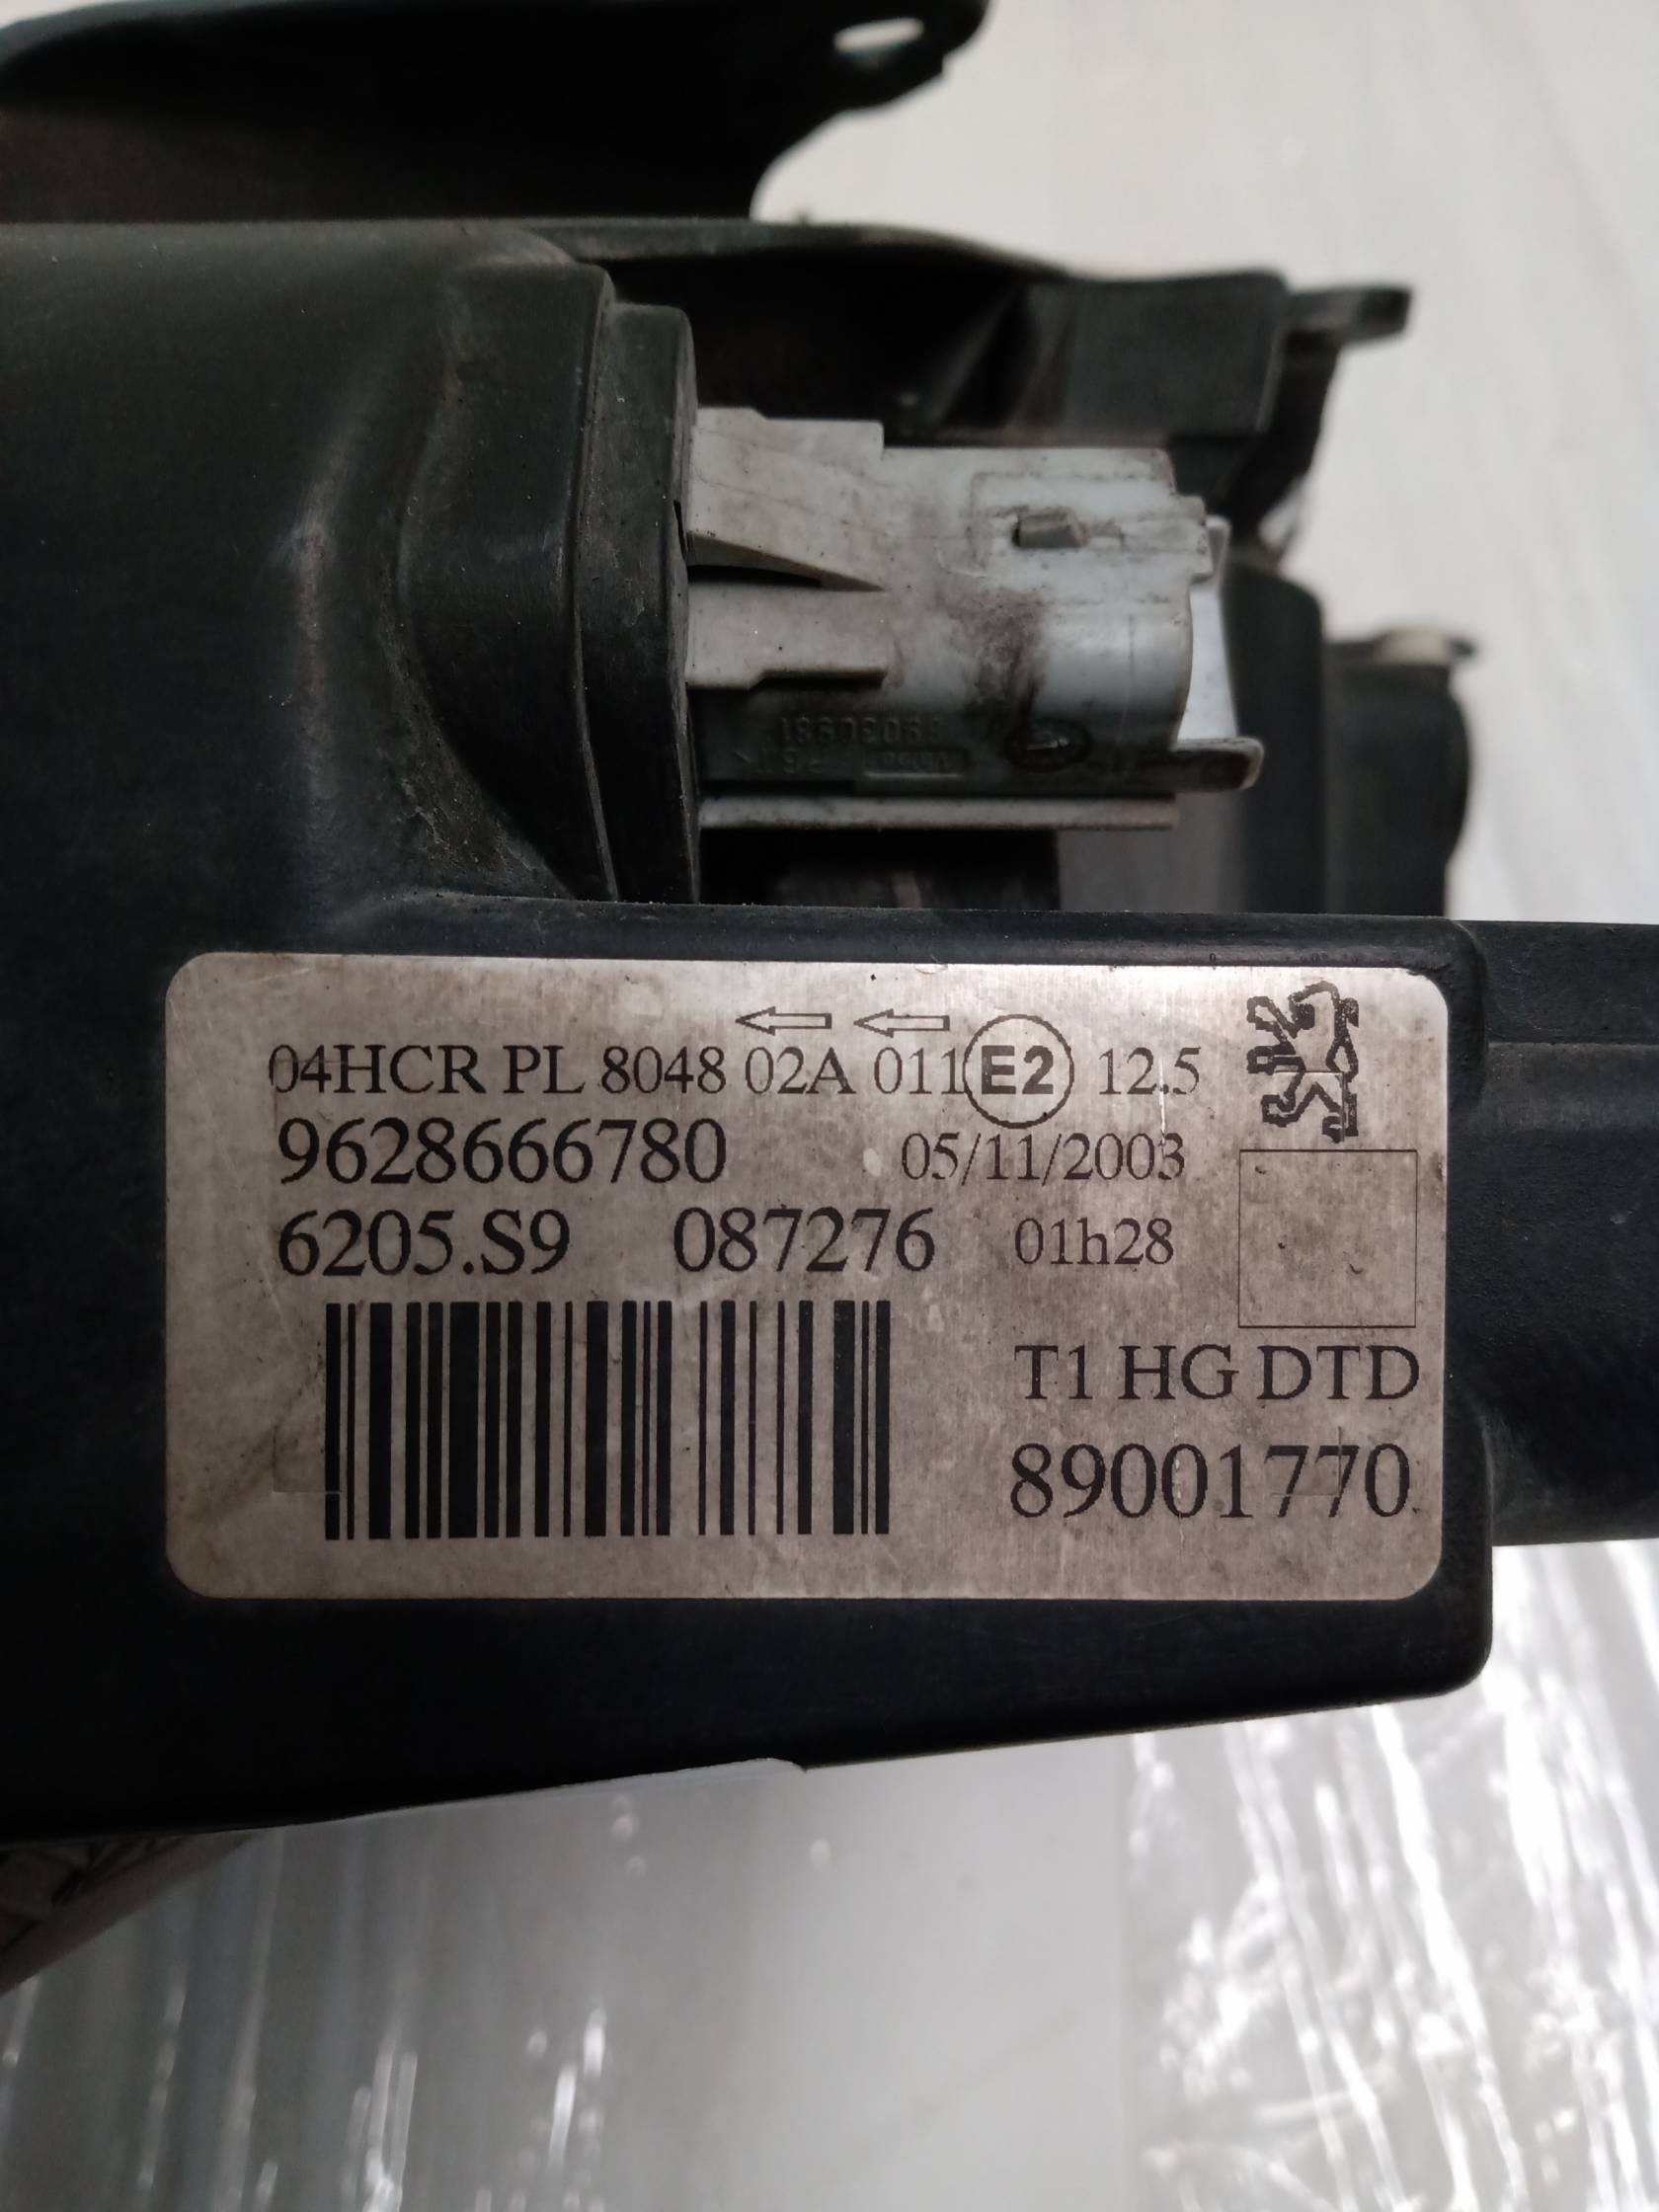 04HCR PL 8048 02A 011 E2 12.5
9628666780 05/11/2003
6205.S9 087276 01h28
T1 HG DTD
89001770